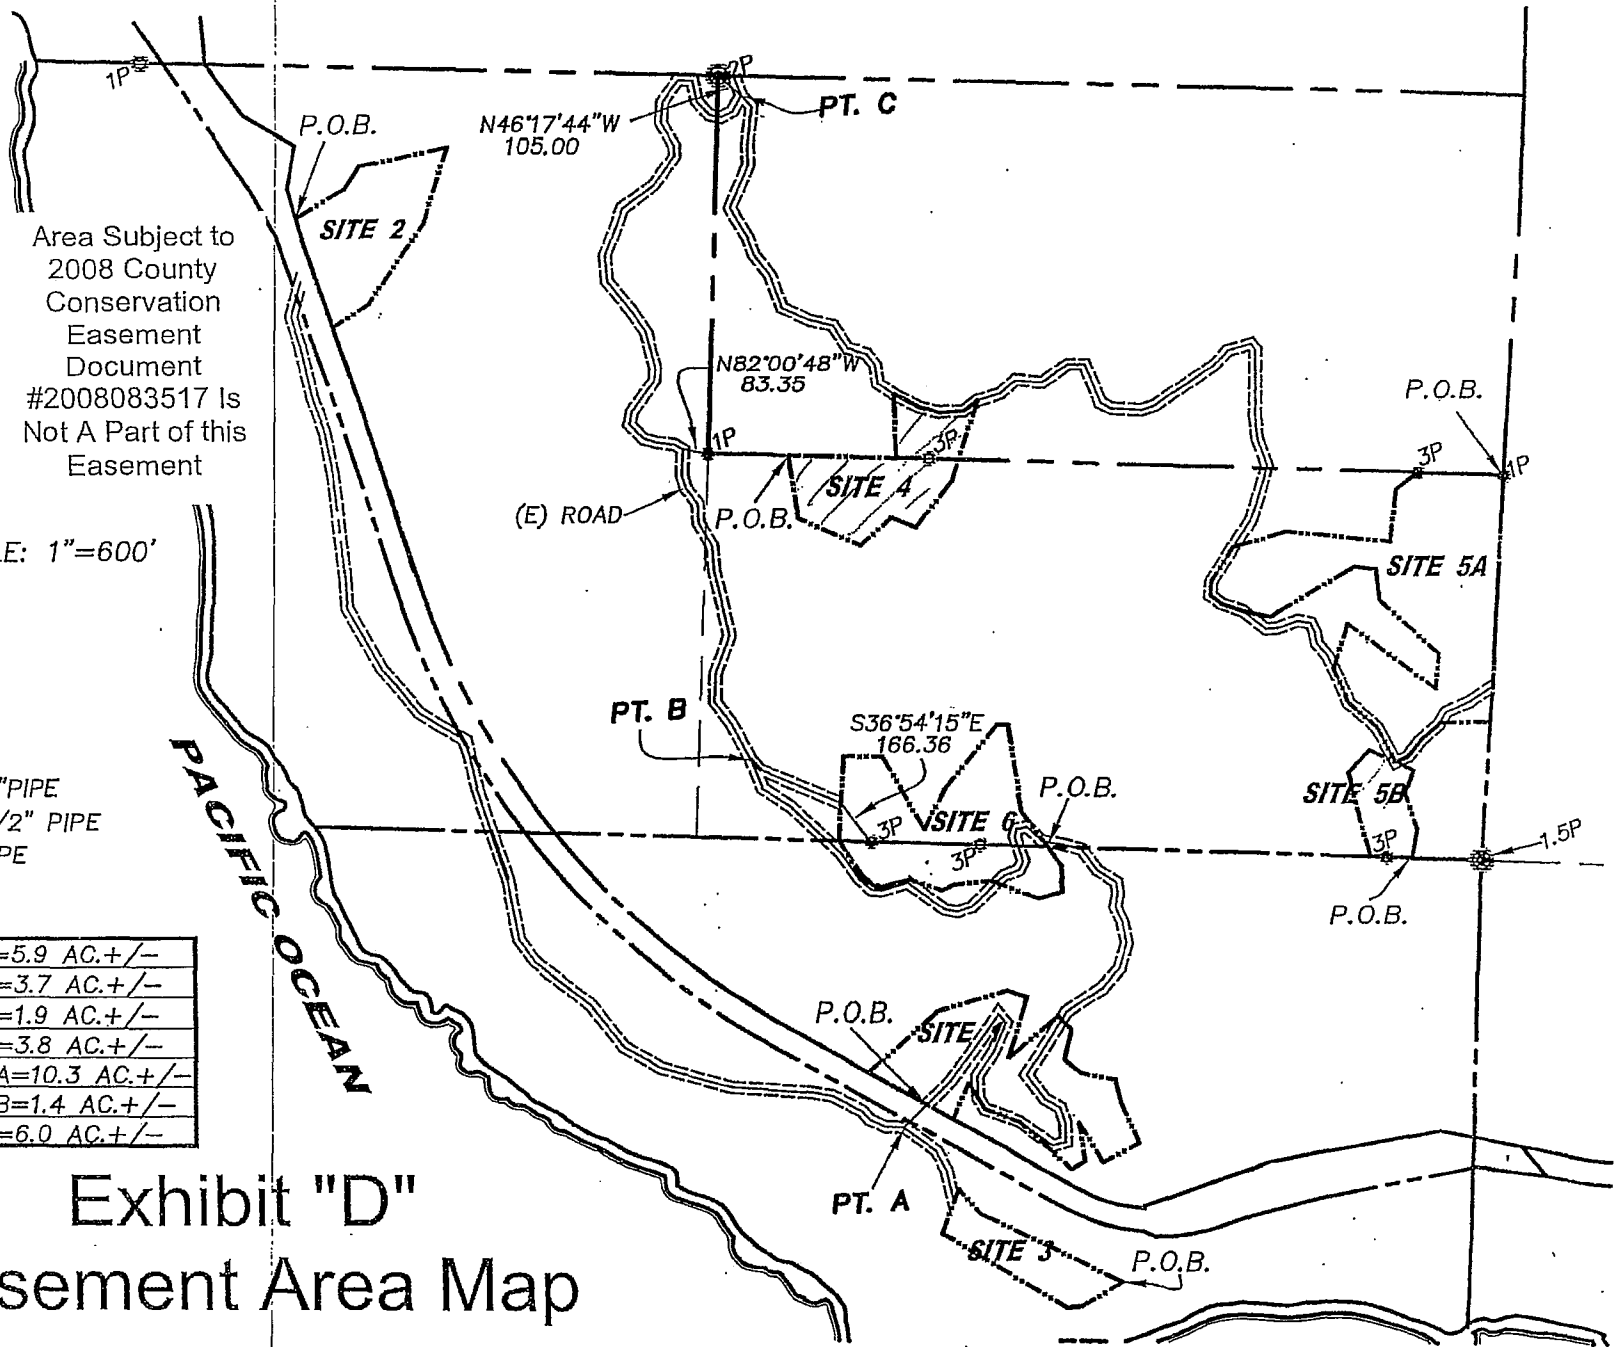 1P
2P
PT. C
N46°17'44"W
105.00
P.O.B.
SITE 2
Area Subject to
2008 County
Conservation
Easement
Document
#2008083517 Is
Not A Part of this
Easement
N82°00'48"W
83.35
P.O.B.
1P
3P
3P
1P
SITE 4
(E) ROAD
P.O.B.
LE: 1"=600'
SITE 5A
PT. B
S36°54'15"E
166.36
"PIPE
/2" PIPE
PE
PACIFIC OCEAN
P.O.B.
SITE 5B
SITE 6
3P
3P
3P
1.5P
P.O.B.
=5.9 AC.+/-
=3.7 AC.+/-
=1.9 AC.+/-
=3.8 AC.+/-
A=10.3 AC.+/-
B=1.4 AC.+/-
=6.0 AC.+/-
P.O.B.
SITE
PT. A
Exhibit "D"
sement Area Map
SITE 3
P.O.B.